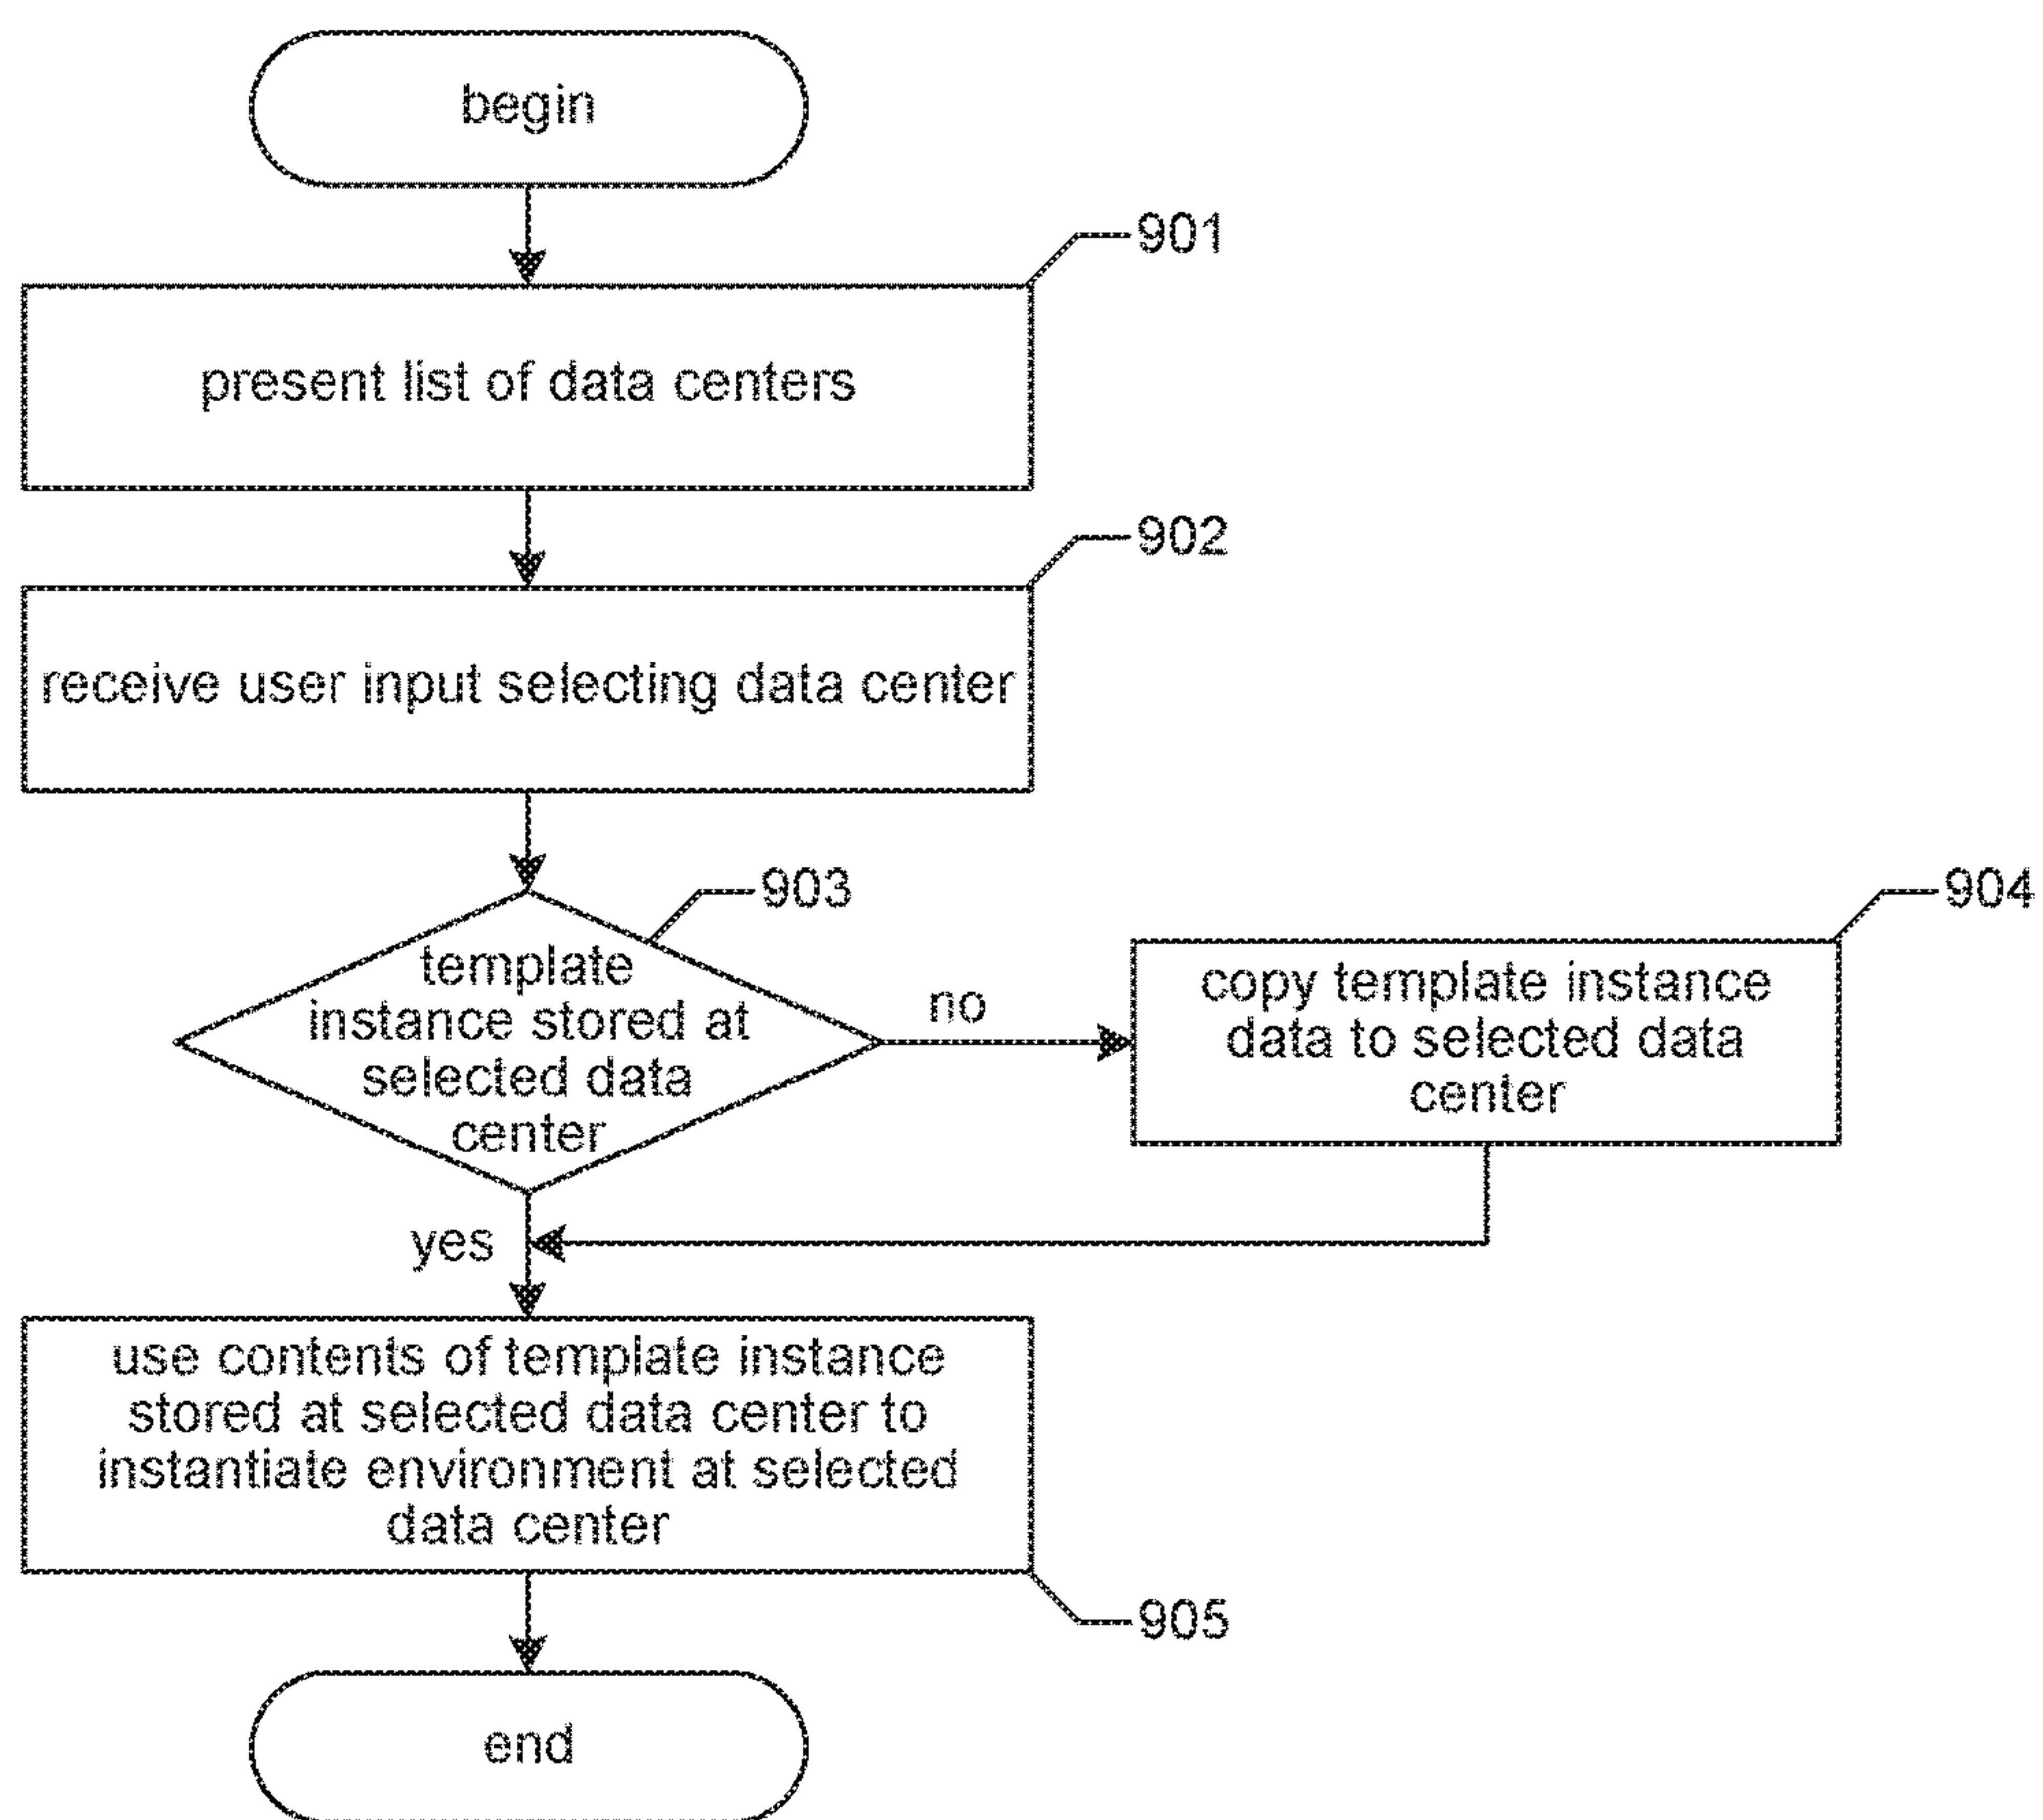 begin
901
present list of data centers
902
receive user input selecting data center
903
template
instance stored at
selected data
center
no
904
copy template instance
data to selected data
center
yes
use contents of template instance
stored at selected data center to
instantiate environment at selected
data center
905
end